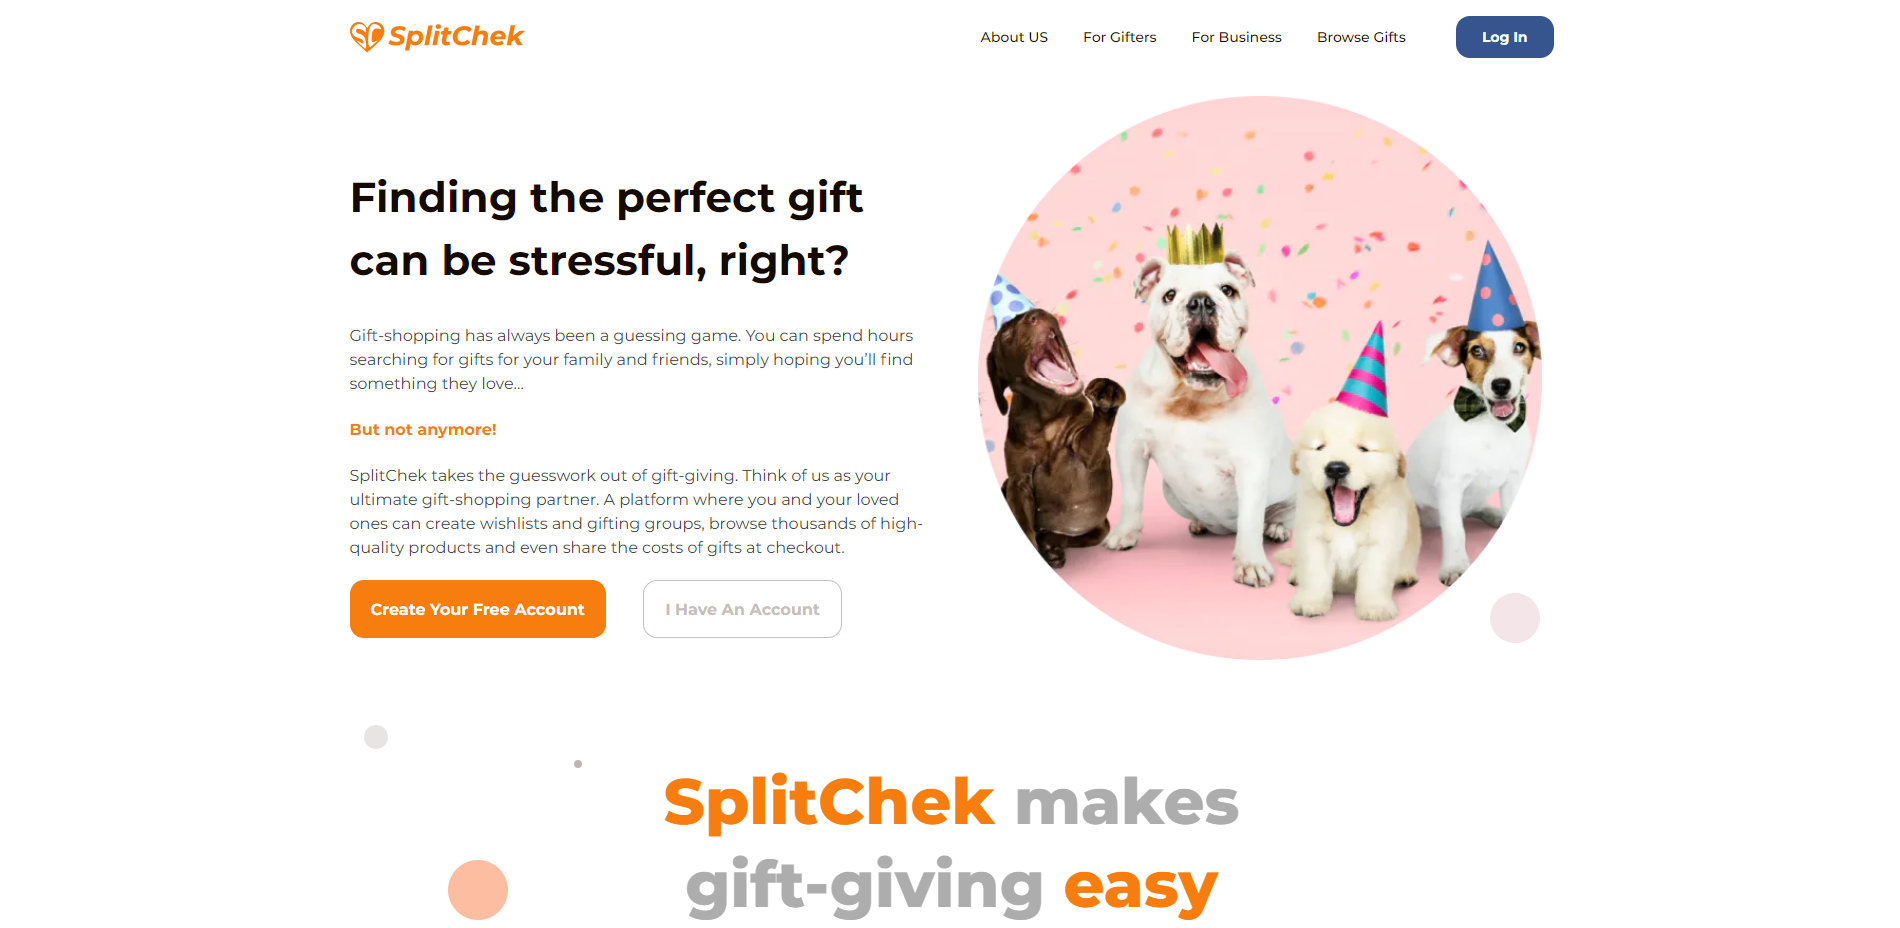 SplitChek
About US
For Gifters
For Business
Browse Gifts
Log In
Finding the perfect gift
can be stressful, right?
Gift-shopping has always been a guessing game. You can spend hours
searching for gifts for your family and friends, simply hoping you'll find
something they love...
But not anymore!
SplitChek takes the guesswork out of gift-giving. Think of us as your
ultimate gift-shopping partner. A platform where you and your loved
ones can create wishlists and gifting groups, browse thousands of high-
quality products and even share the costs of gifts at checkout.
Create Your Free Account
I Have An Account
SplitChek makes
gift-giving easy